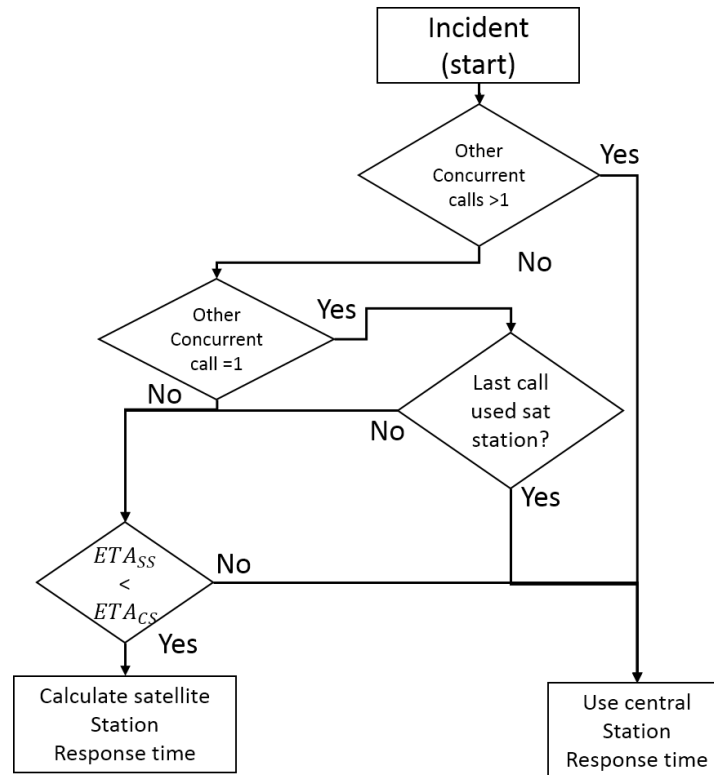 Incident
(start)
Other
Concurrent
calls >1
Yes
No
Other
Concurrent
call =1
Yes
No
Last call
used sat
station?
No
Yes
ETA_SS
<
ETA_CS
No
Yes
Calculate satellite
Station
Response time
Use central
Station
Response time